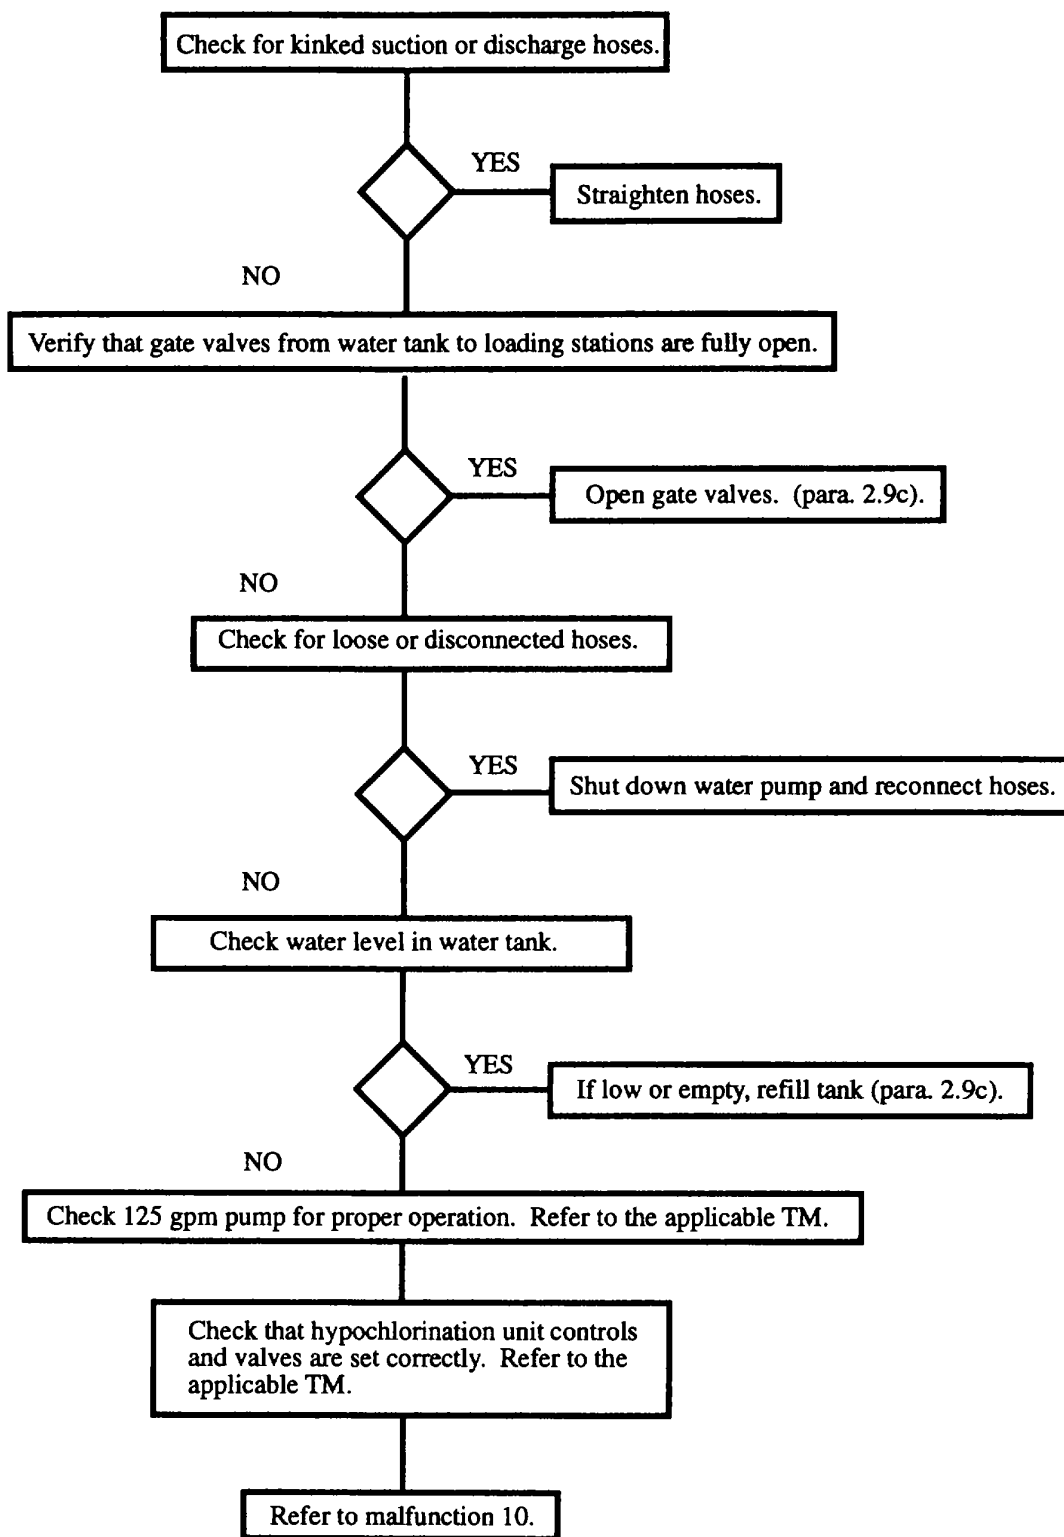 Check for kinked suction or discharge hoses.
YES
Straighten hoses.
NO
Verify that gate valves from water tank to loading stations are fully open.
YES
Open gate valves. (para. 2.9c).
NO
Check for loose or disconnected hoses.
YES
Shut down water pump and reconnect hoses.
NO
Check water level in water tank.
YES
If low or empty, refill tank (para. 2.9c).
NO
Check 125 gpm pump for proper operation. Refer to the applicable TM.
Check that hypochlorination unit controls
and valves are set correctly. Refer to the
applicable TM.
Refer to malfunction 10.